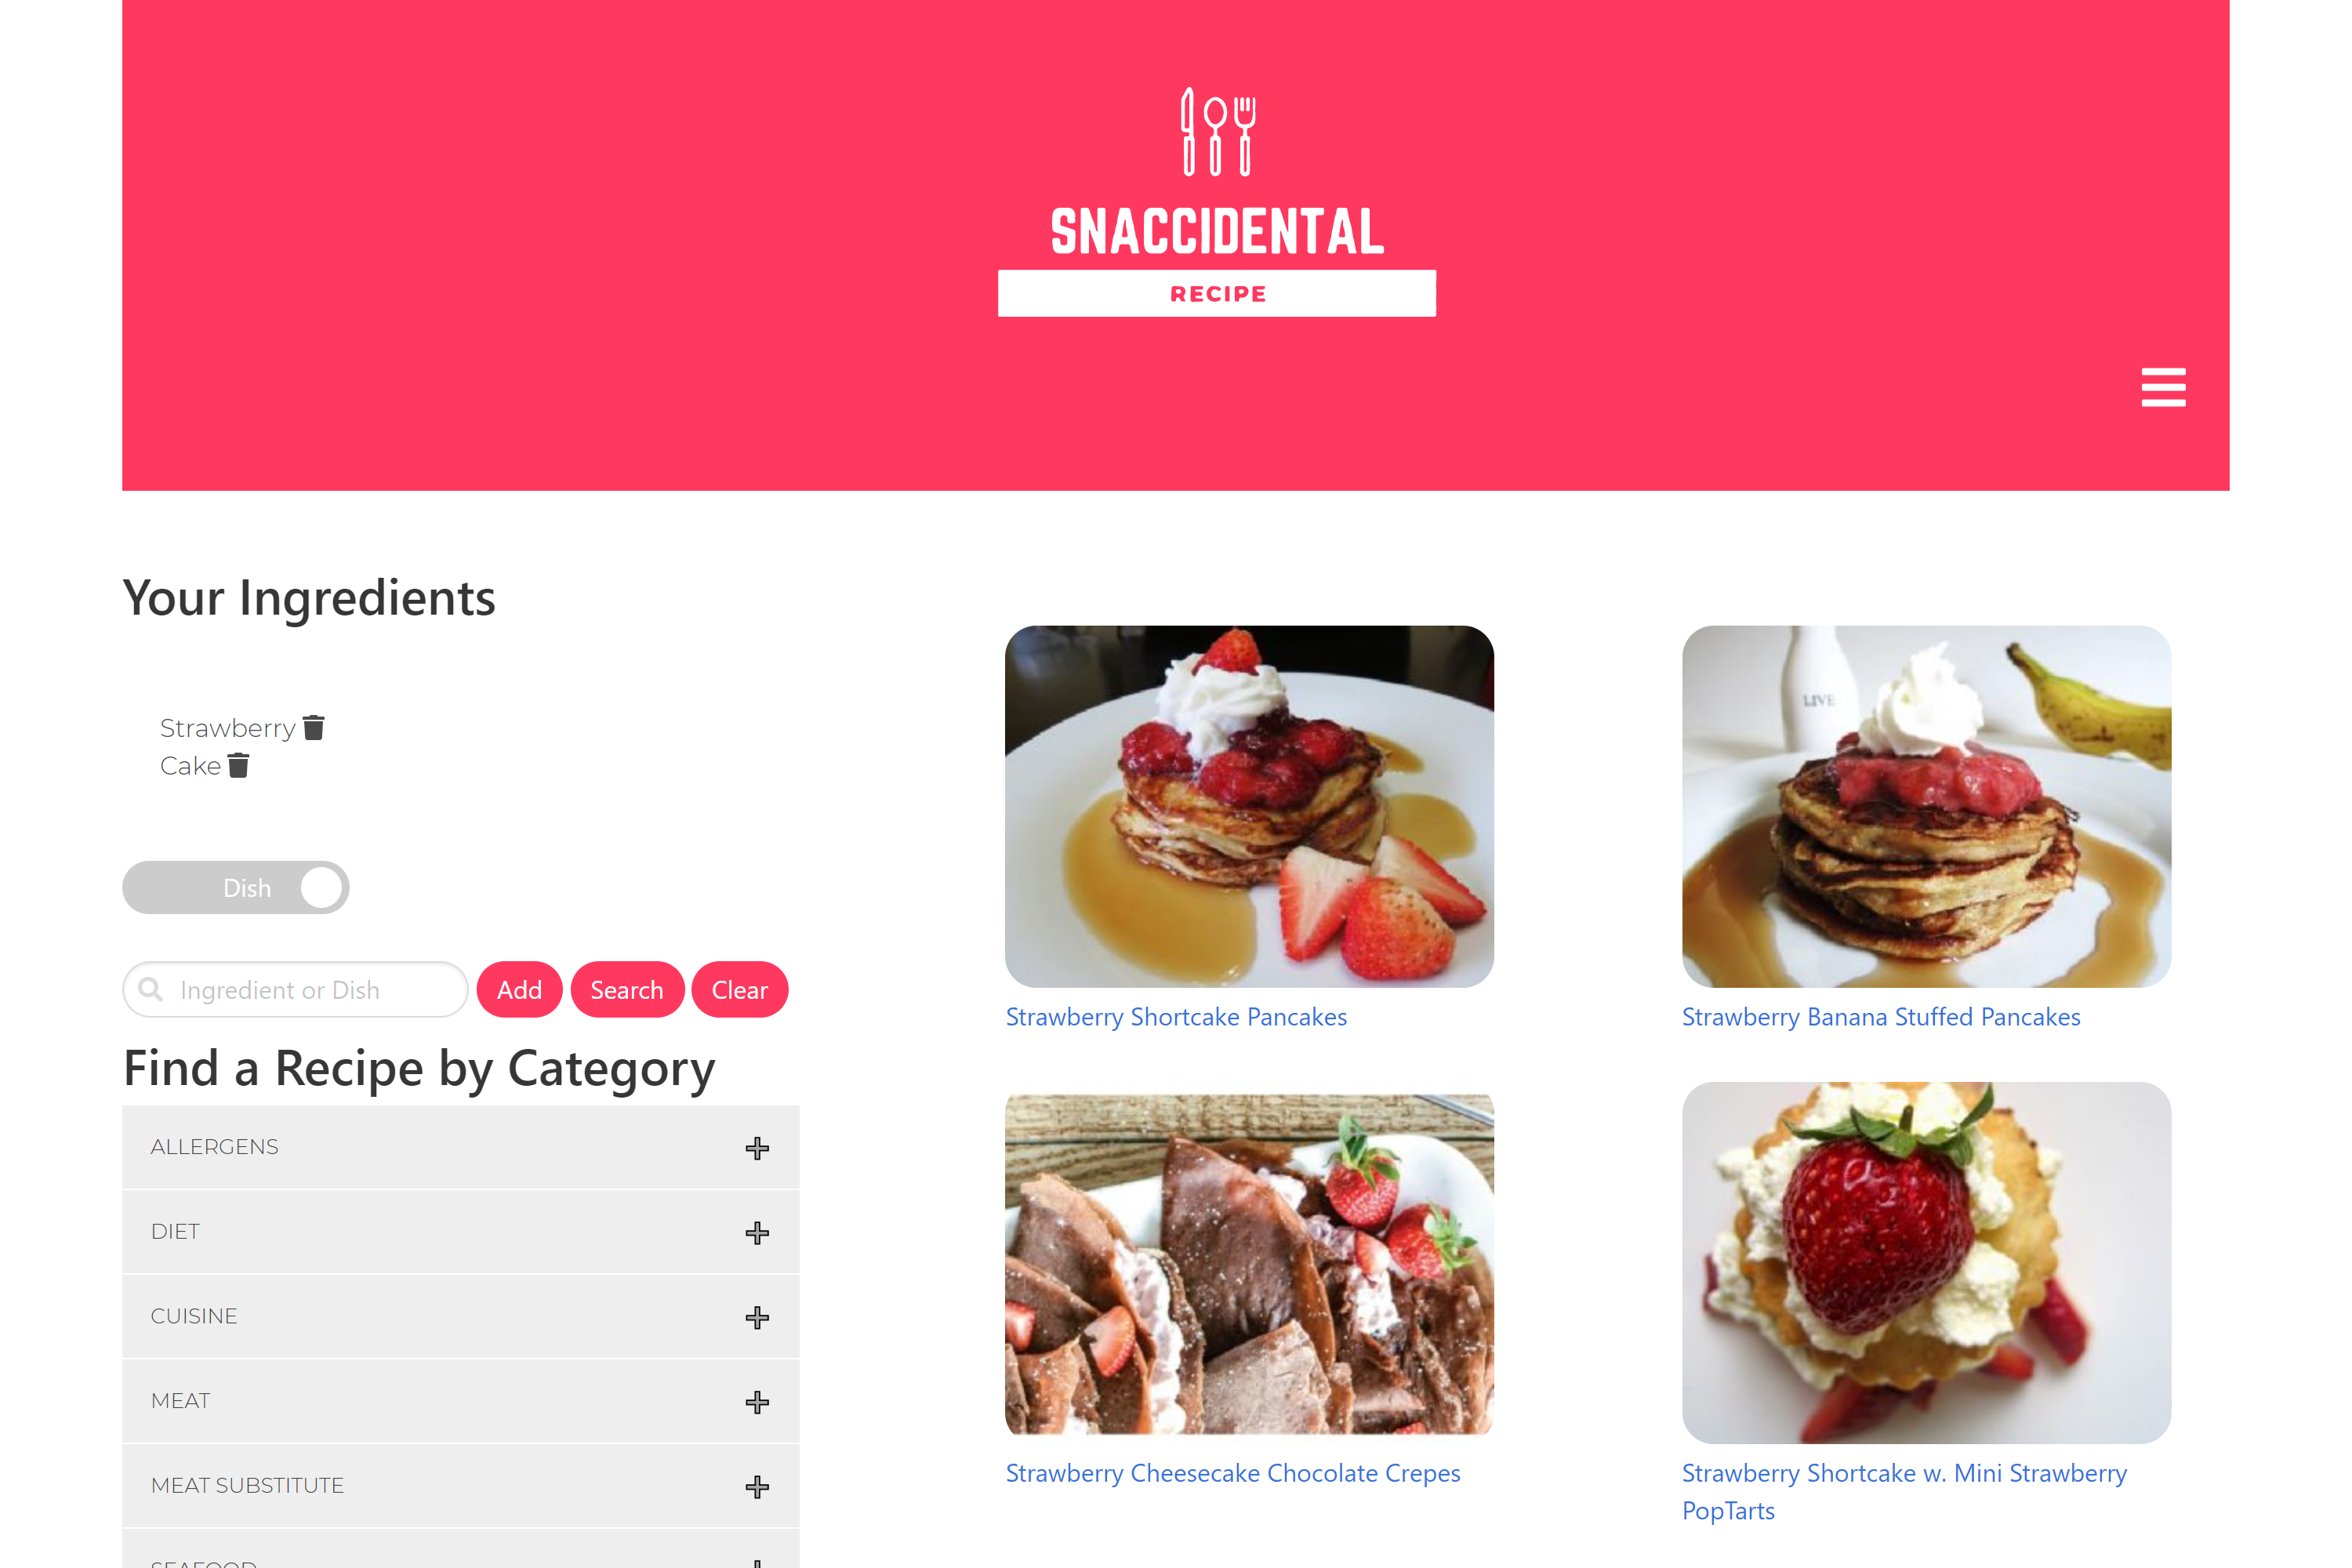 SNACCIDENTAL
RECIPE
Your Ingredients
Strawberry
Cake
Dish
Ingredient or Dish
Add
Search
Clear
Find a Recipe by Category
ALLERGENS
DIET
CUISINE
MEAT
MEAT SUBSTITUTE
SEAFOOD
LIVE
Strawberry Shortcake Pancakes
Strawberry Banana Stuffed Pancakes
Strawberry Cheesecake Chocolate Crepes
Strawberry Shortcake w. Mini Strawberry
PopTarts